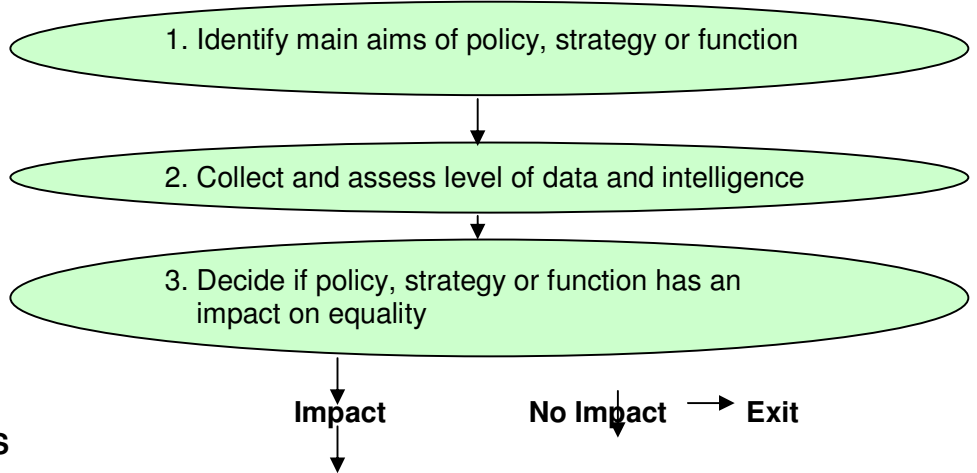 1. Identify main aims of policy, strategy or function
2. Collect and assess level of data and intelligence
3. Decide if policy, strategy or function has an
impact on equality
Impact No Impact Exit
s